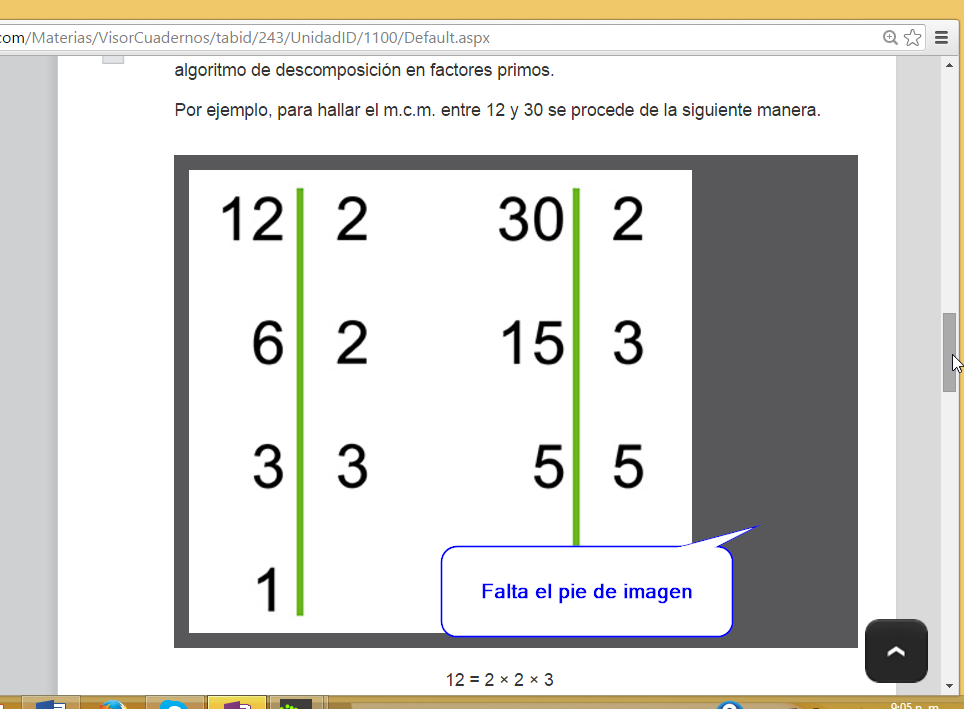 com/Materias/VisorCuadernos/tabid/243/UnidadID/1100/Default.aspx
algoritmo de descomposición en factores primos.
Por ejemplo, para hallar el m.c.m. entre 12 y 30 se procede de la siguiente manera.
12 2 30 2
6 2 15 3
3 3 5 5
1
Falta el pie de imagen
12 = 2 × 2 × 3
9:05 p. m.